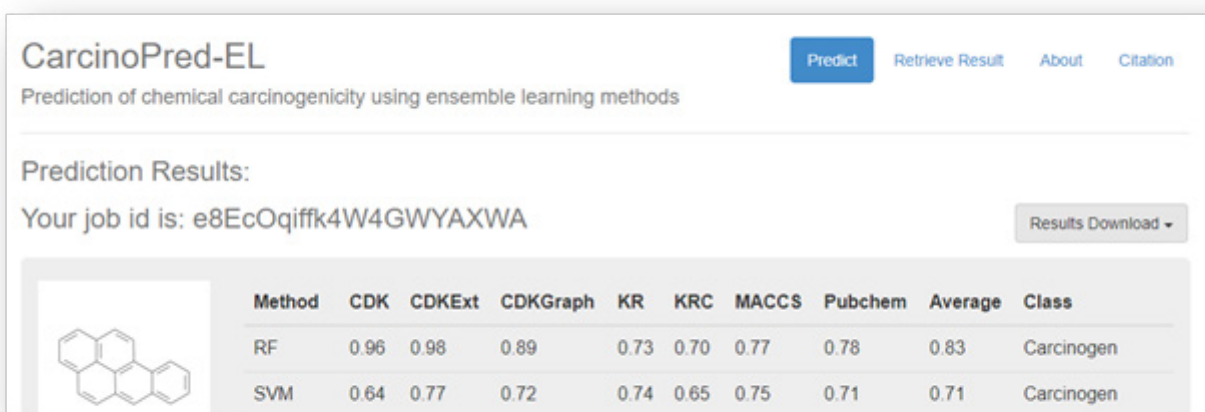 CarcinoPred-EL
Predict Retrieve Result About Citation
Prediction of chemical carcinogenicity using ensemble learning methods
Prediction Results:
Your job id is: e8EcOqiffk4W4GWYAXWA
Results Download
Method CDK CDKExt CDKGraph KR KRC MACCS Pubchem Average Class
RF 0.96 0.98 0.89 0.73 0.70 0.77 0.78 0.83 Carcinogen
SVM 0.64 0.77 0.72 0.74 0.65 0.75 0.71 0.71 Carcinogen